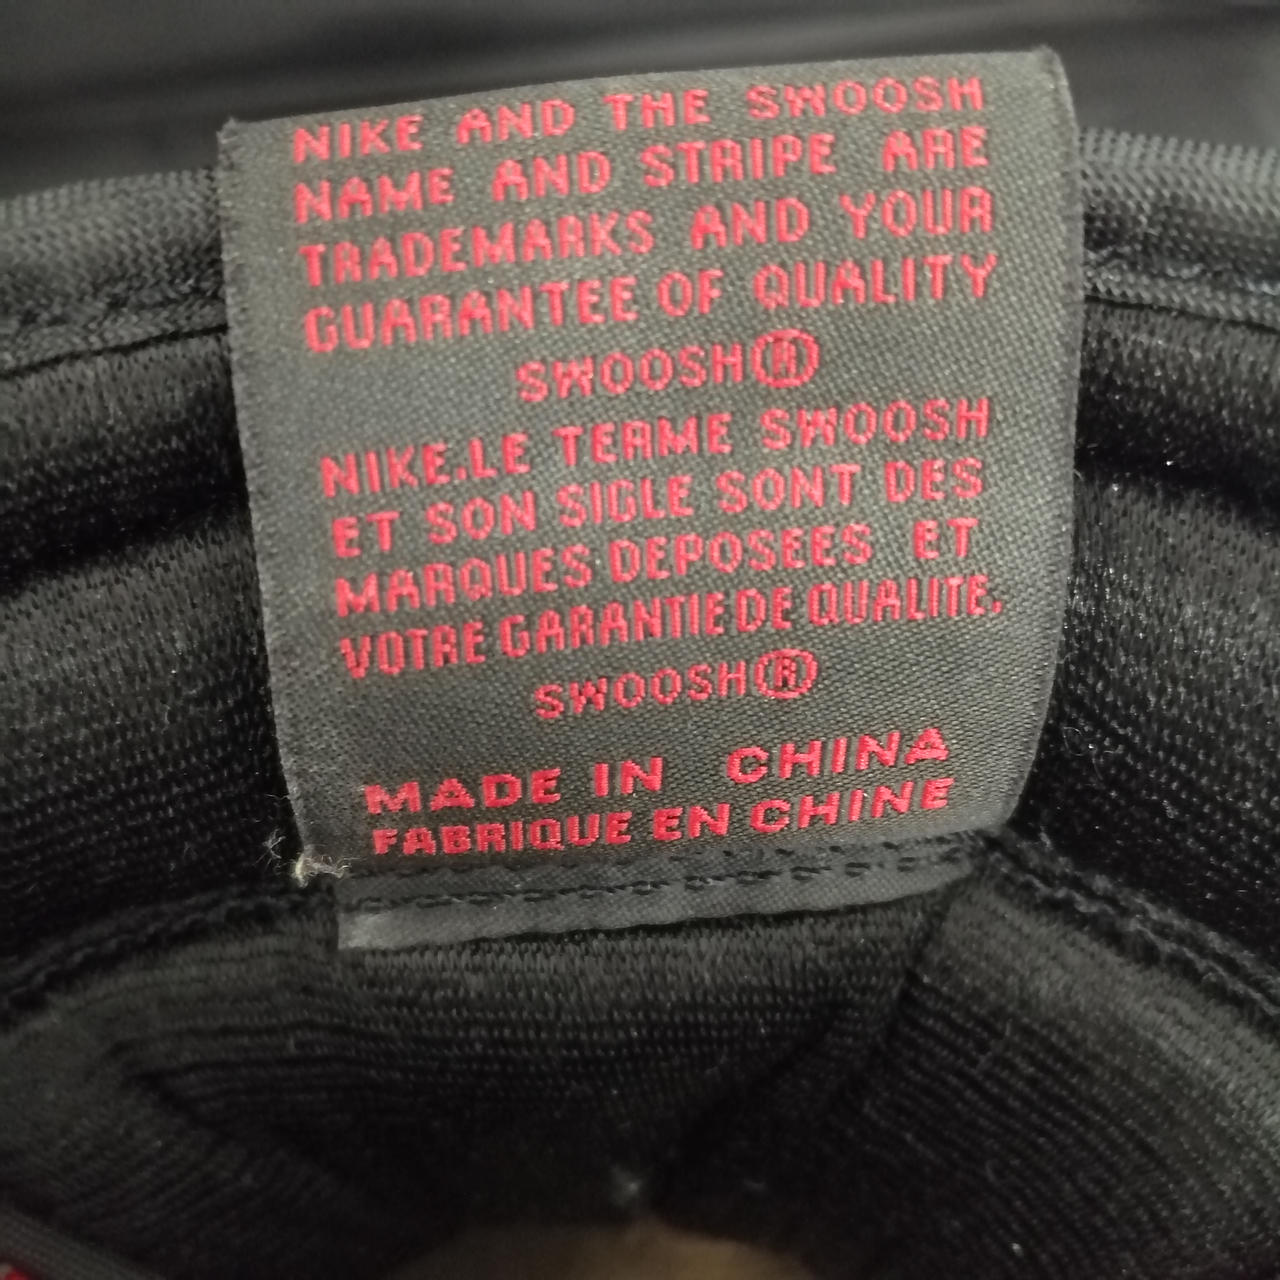 NIKE AND THE SWOOSH
NAME AND STRIPE ARE
TRADEMARKS AND YOUR
GUARANTEE OF QUALITY
SWOOSH®
NIKE.LE TERME SWOOSH
ET SON SIGLE SONT DES
MARQUES DEPOSEES ET
VOTRE GARANTIE DE QUALITE.
SWOOSH®
MADE IN CHINA
FABRIQUE EN CHINE